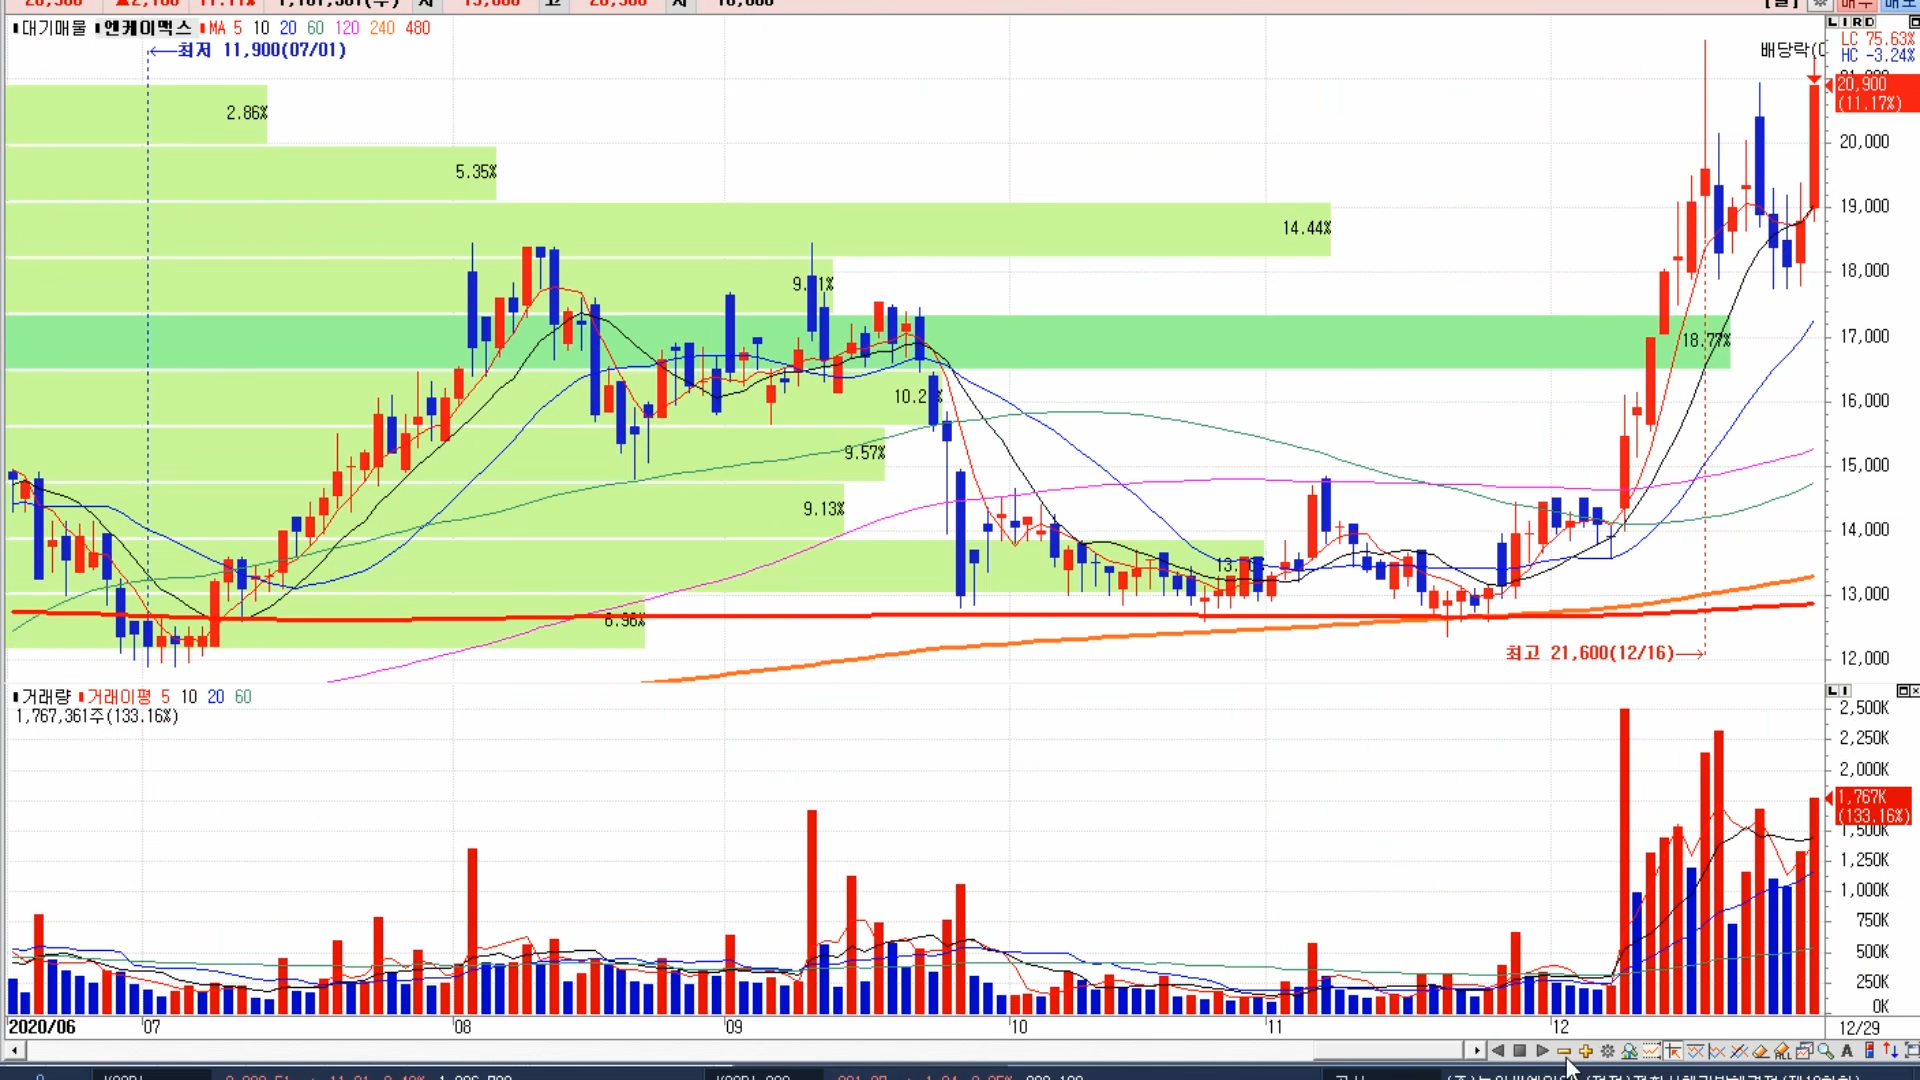 대기매물 엔케이맥스 MA 5 10 20 60 120 240 480
최저 11,900(07/01)
배당락(
LC 75.63%
HC -3.24%
20,900
(11.17%)
20,000
19,000
18,000
17,000
16,000
15,000
14,000
13,000
12,000
2.86%
5.35%
14.44%
18.77%
9.57%
9.13%
6.96%
최고 21,600(12/16)
거래량 거래이평 5 10 20 60
1,767,361주(133.16%)
2,500K
2,250K
2,000K
1,767K
(133.16%)
1,500K
1,250K
1,000K
750K
500K
250K
0K
2020/06 07 08 09 10 11 12 12/29